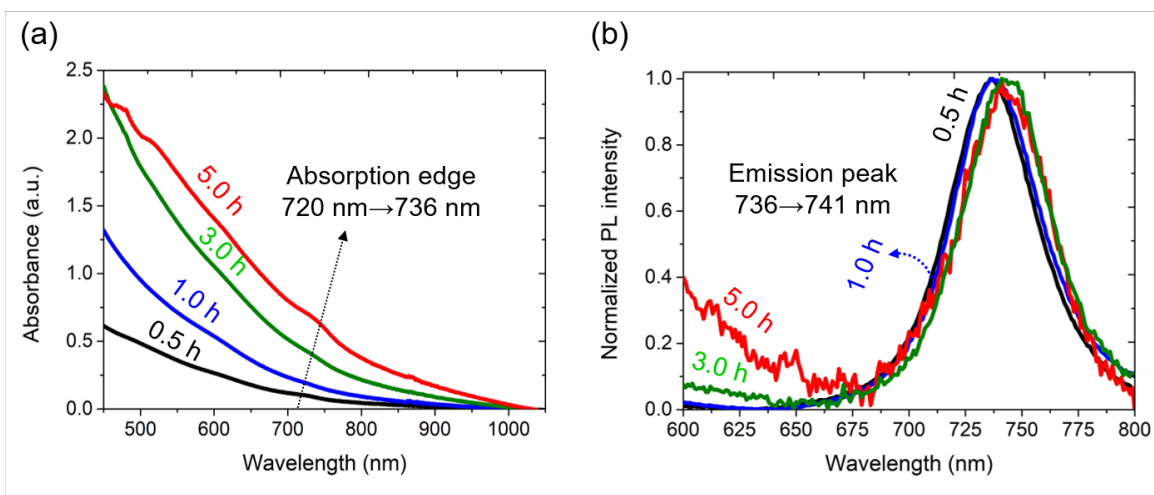 (a)
2.5
2.0
1.5
1.0
0.5
0.0
Absorbance (a.u.)
5.0 h
3.0 h
1.0 h
0.5 h
Absorption edge
720 nm→736 nm
500 600 700 800 900 1000
Wavelength (nm)
(b)
1.0
0.8
0.6
0.4
0.2
0.0
Normalized PL intensity
0.5 h
Emission peak
736→741 nm
1.0 h
5.0 h
3.0 h
600 625 650 675 700 725 750 775 800
Wavelength (nm)